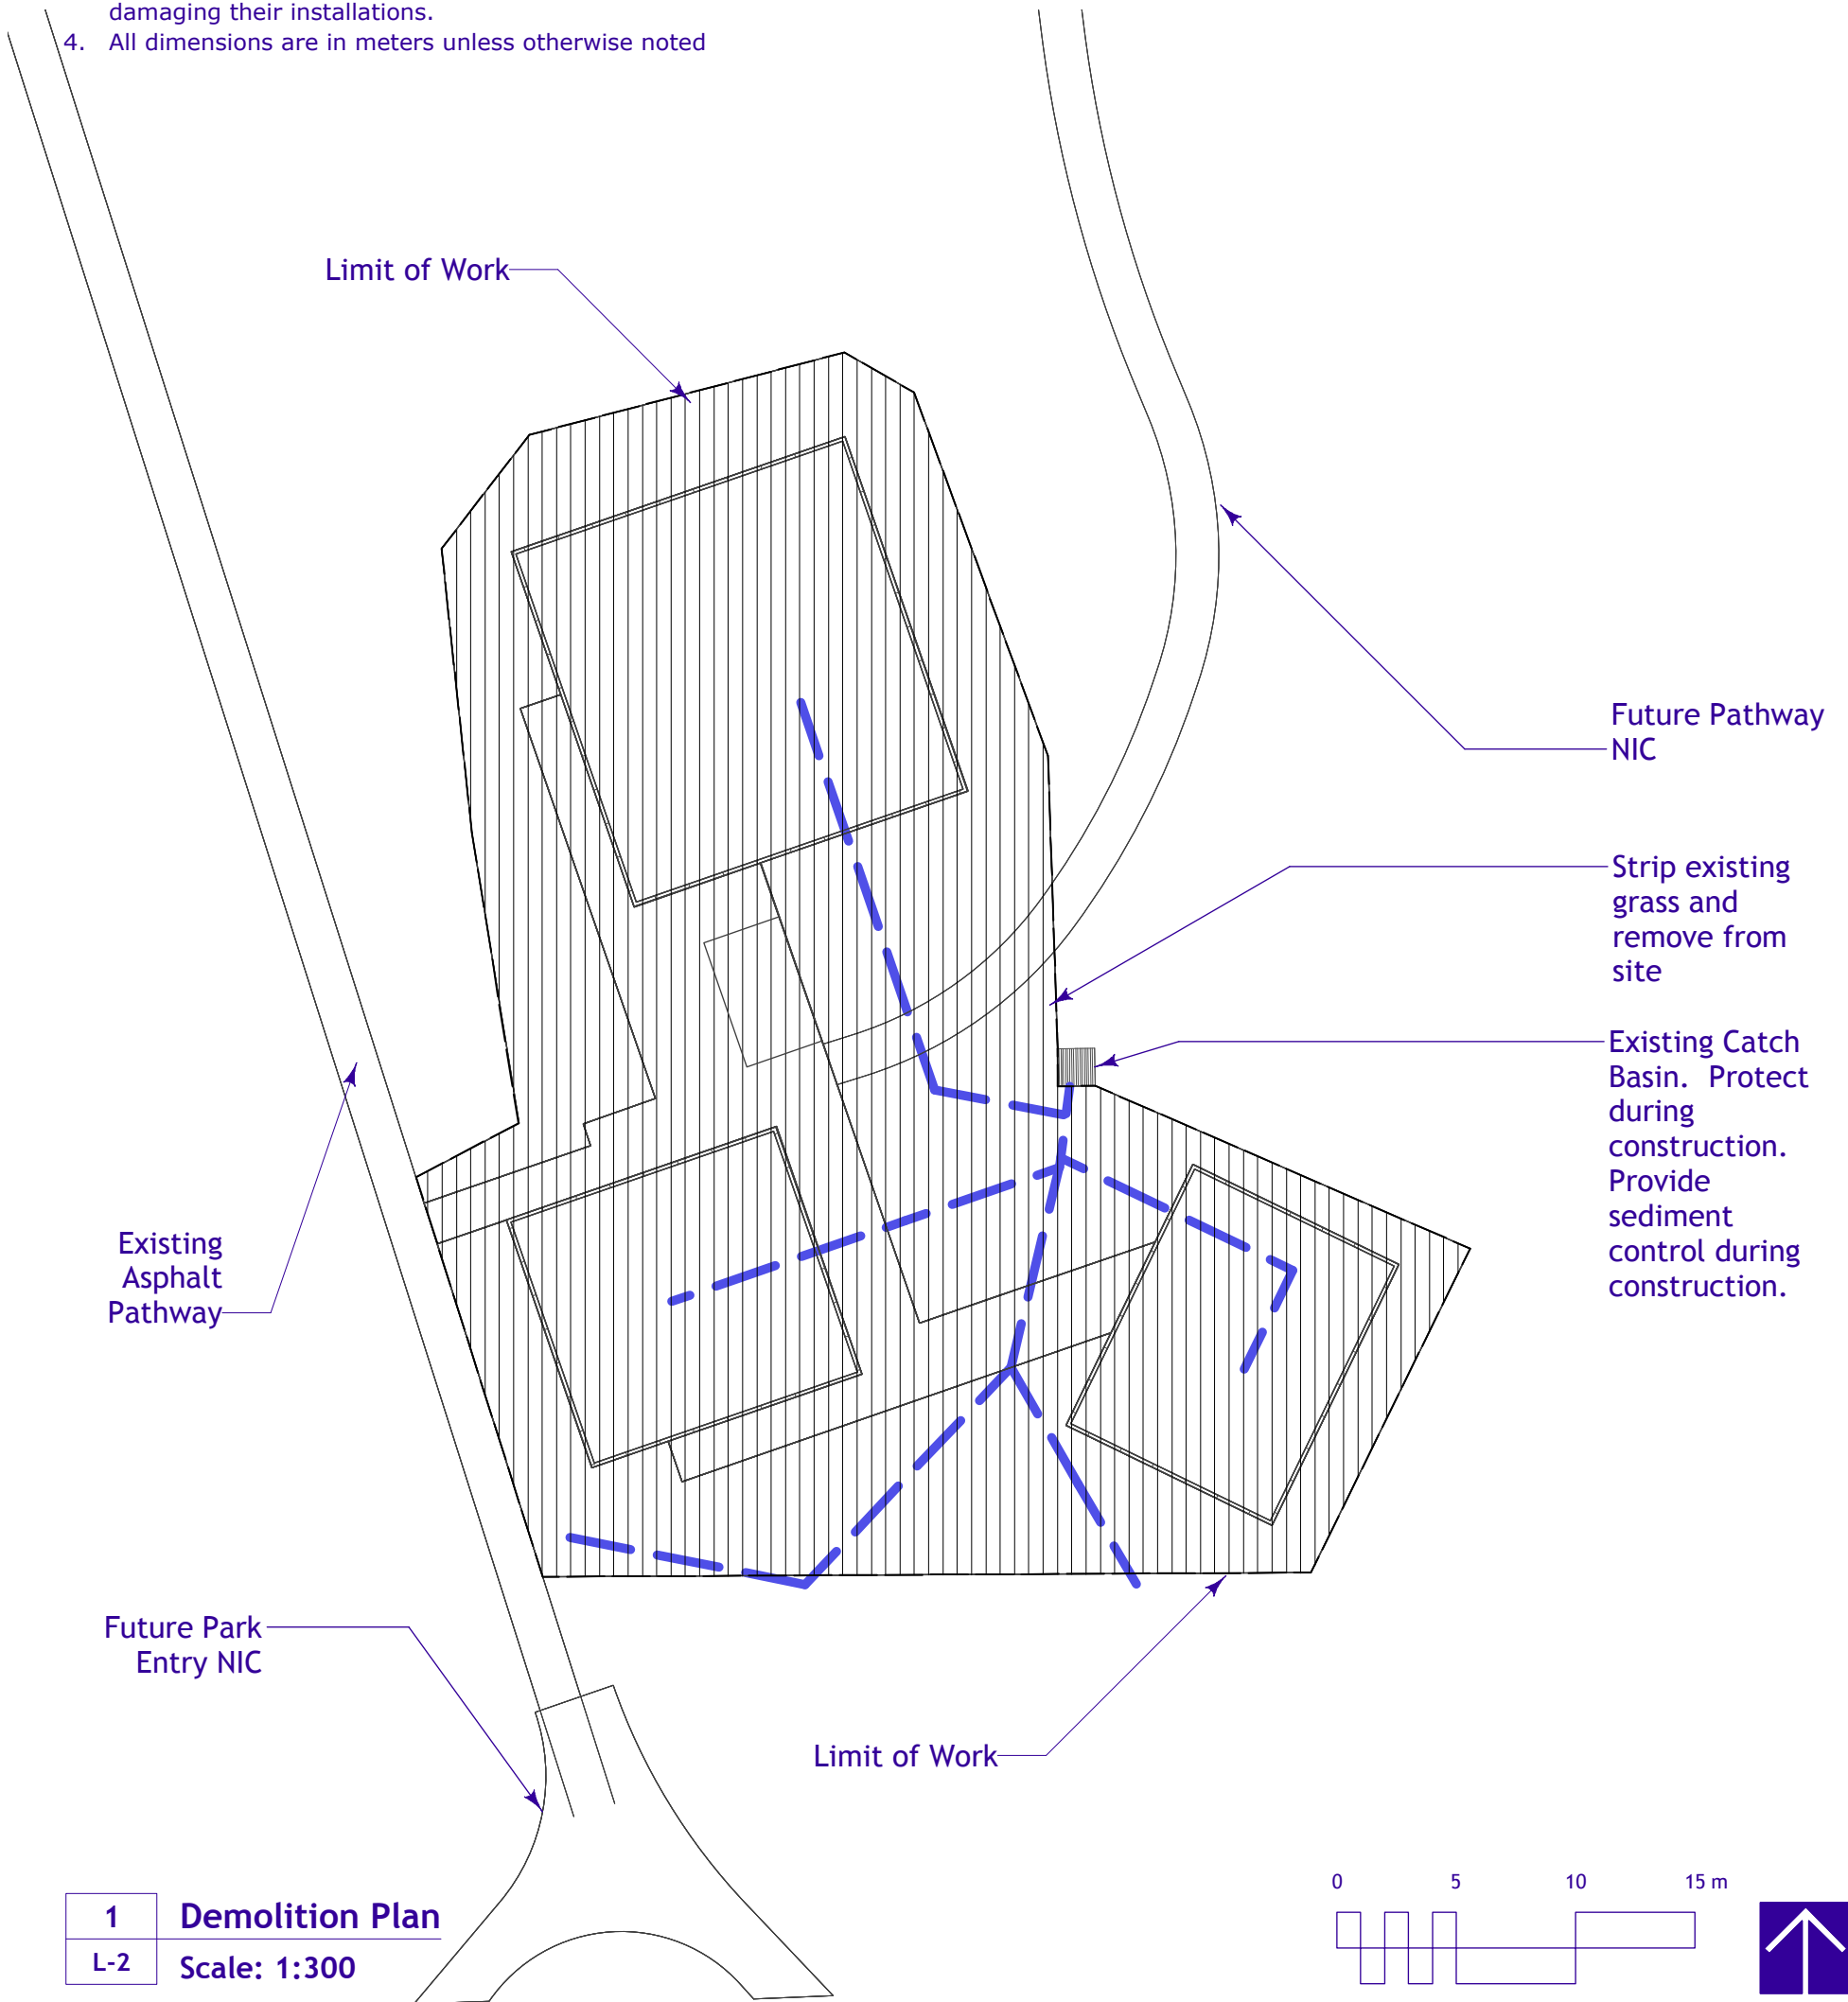 damaging their installations.
4. All dimensions are in meters unless otherwise noted
Limit of Work
Future Pathway
NIC
Strip existing
grass and
remove from
site
Existing Catch
Basin. Protect
during
construction.
Provide
sediment
control during
construction.
Existing
Asphalt
Pathway
Future Park
Entry NIC
Limit of Work
1
Demolition Plan
L-2
Scale: 1:300
0 5 10 15 m